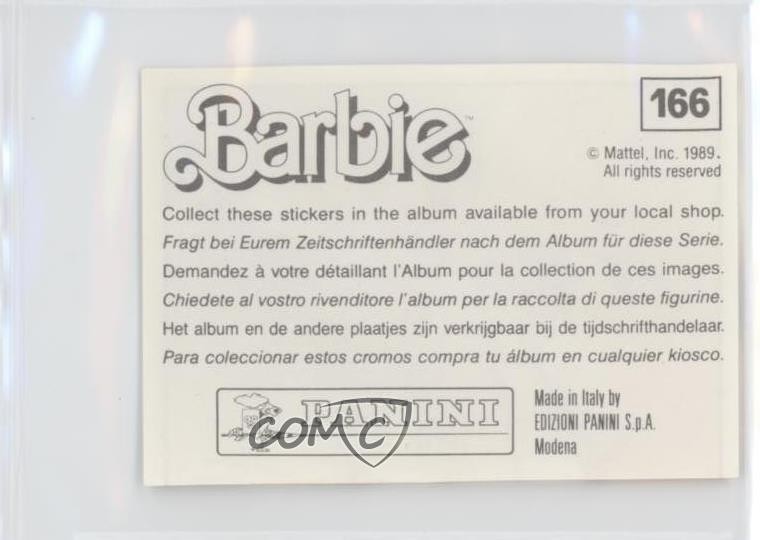 Barbie™
166
© Mattel, Inc. 1989.
All rights reserved
Collect these stickers in the album available from your local shop.
Fragt bei Eurem Zeitschriftenhändler nach dem Album für diese Serie.
Demandez à votre détaillant l'Album pour la collection de ces images.
Chiedete al vostro rivenditore l'album per la raccolta di queste figurine.
Het album en de andere plaatjes zijn verkrijgbaar bij de tijdschrifthandelaar.
Para coleccionar estos cromos compra tu álbum en cualquier kiosco.
PANINI
COMC
Made in Italy by
EDIZIONI PANINI S.p.A.
Modena